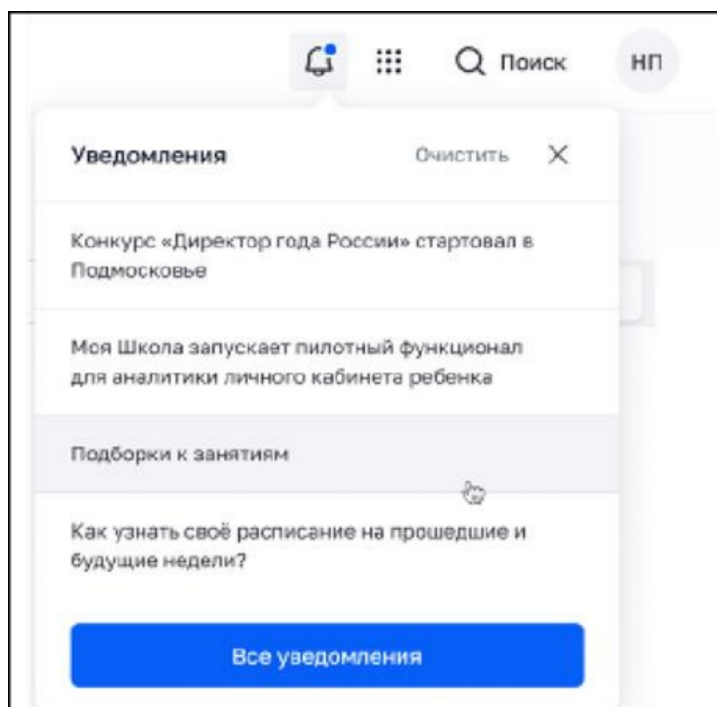 Поиск
НП
Уведомления
Очистить
Конкурс «Директор года России» стартовал в
Подмосковье
Моя Школа запускает пилотный функционал
для аналитики личного кабинета ребенка
Подборки к занятиям
Как узнать своё расписание на прошедшие и
будущие недели?
Все уведомления